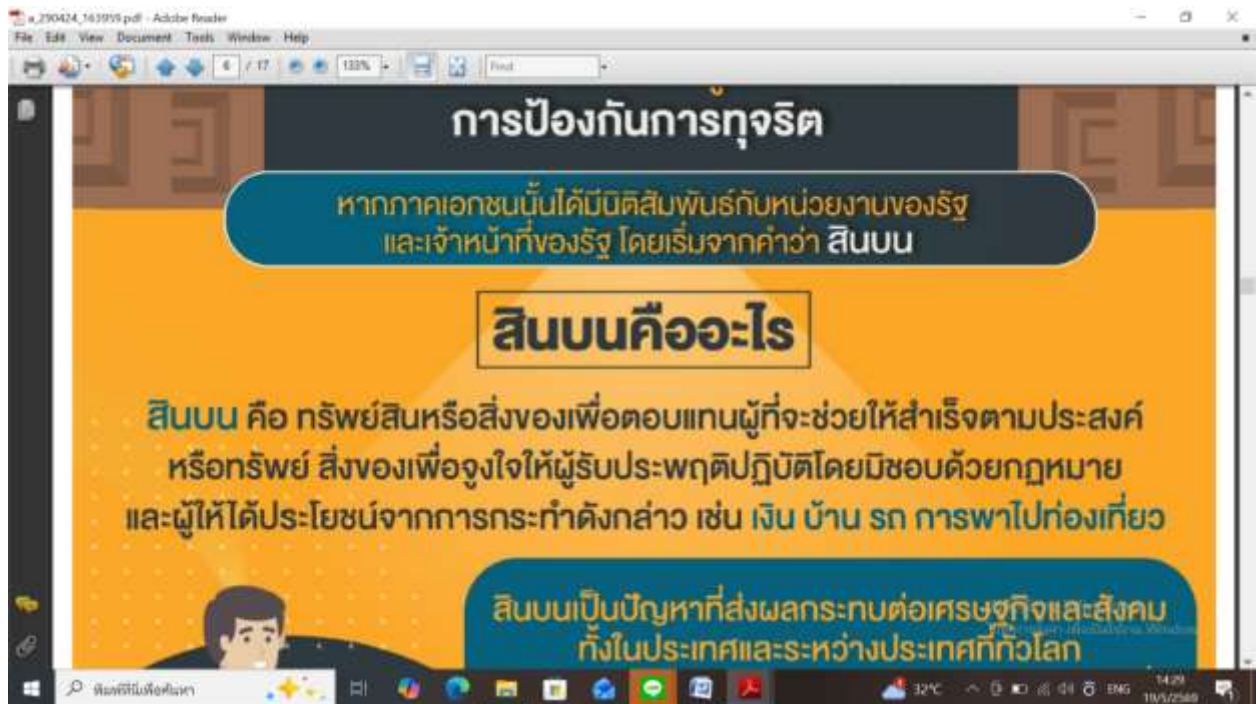 a_290424_163959.pdf - Adobe Reader
File Edit View Document Tools Window Help
6 / 17 133% Find
การป้องกันการทุจริต
หากภาคเอกชนนั้นได้มีนิติสัมพันธ์กับหน่วยงานของรัฐ
และเจ้าหน้าที่ของรัฐ โดยเริ่มจากคำว่า สินบน
สินบนคืออะไร
สินบน คือ ทรัพย์สินหรือสิ่งของเพื่อตอบแทนผู้ที่จะช่วยให้สำเร็จตามประสงค์
หรือทรัพย์ สิ่งของเพื่อจูงใจให้ผู้รับประพฤติปฏิบัติโดยมิชอบด้วยกฎหมาย
และผู้ให้ได้ประโยชน์จากการกระทำดังกล่าว เช่น เงิน บ้าน รถ การพาไปท่องเที่ยว
สินบนเป็นปัญหาที่ส่งผลกระทบต่อเศรษฐกิจและสังคม
ทั้งในประเทศและระหว่างประเทศที่ทั่วโลก
พิมพ์ที่นี่เพื่อค้นหา
32°C ENG 14:29
19/5/2569